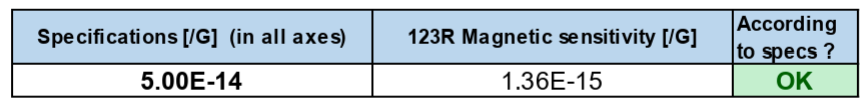 Specifications [/G] (in all axes) 123R Magnetic sensitivity [/G] According
to specs ?
5.00E-14 1.36E-15 OK